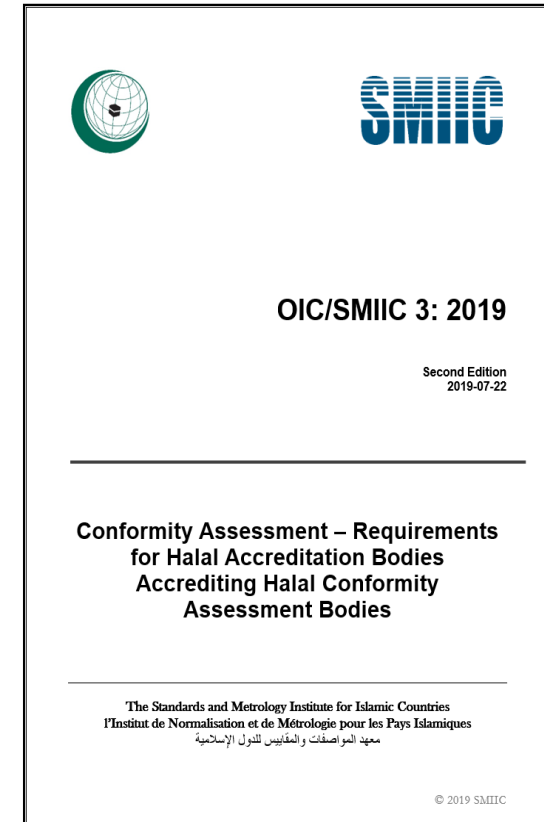 SMIIC
OIC/SMIIC 3: 2019
Second Edition
2019-07-22
Conformity Assessment – Requirements
for Halal Accreditation Bodies
Accrediting Halal Conformity
Assessment Bodies
The Standards and Metrology Institute for Islamic Countries
l’Institut de Normalisation et de Métrologie pour les Pays Islamiques
معهد المواصفات والمقاييس للدول الإسلامية
© 2019 SMIIC